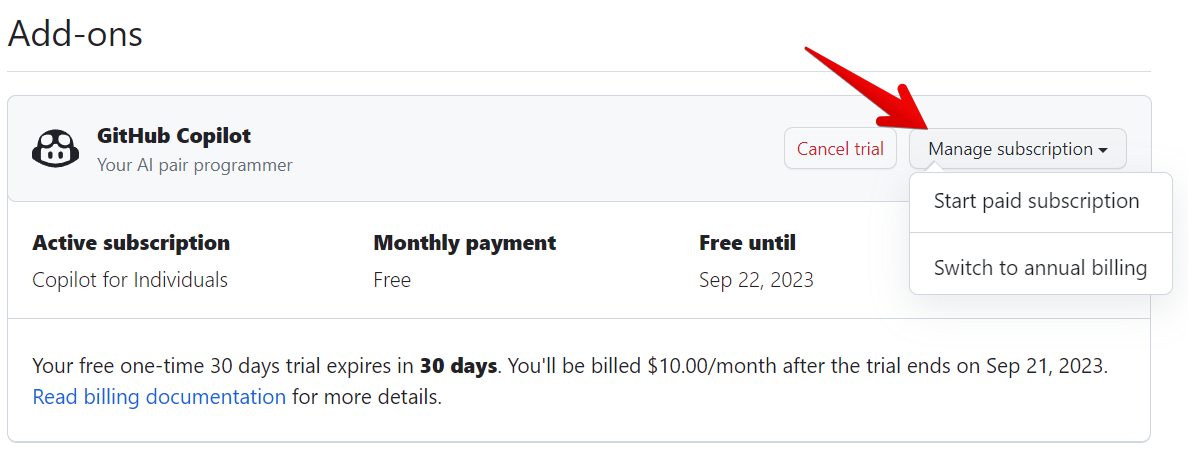 Add-ons
GitHub Copilot
Your AI pair programmer
Cancel trial
Manage subscription
Start paid subscription
Switch to annual billing
Active subscription
Copilot for Individuals
Monthly payment
Free
Free until
Sep 22, 2023
Your free one-time 30 days trial expires in 30 days. You'll be billed $10.00/month after the trial ends on Sep 21, 2023.
Read billing documentation for more details.